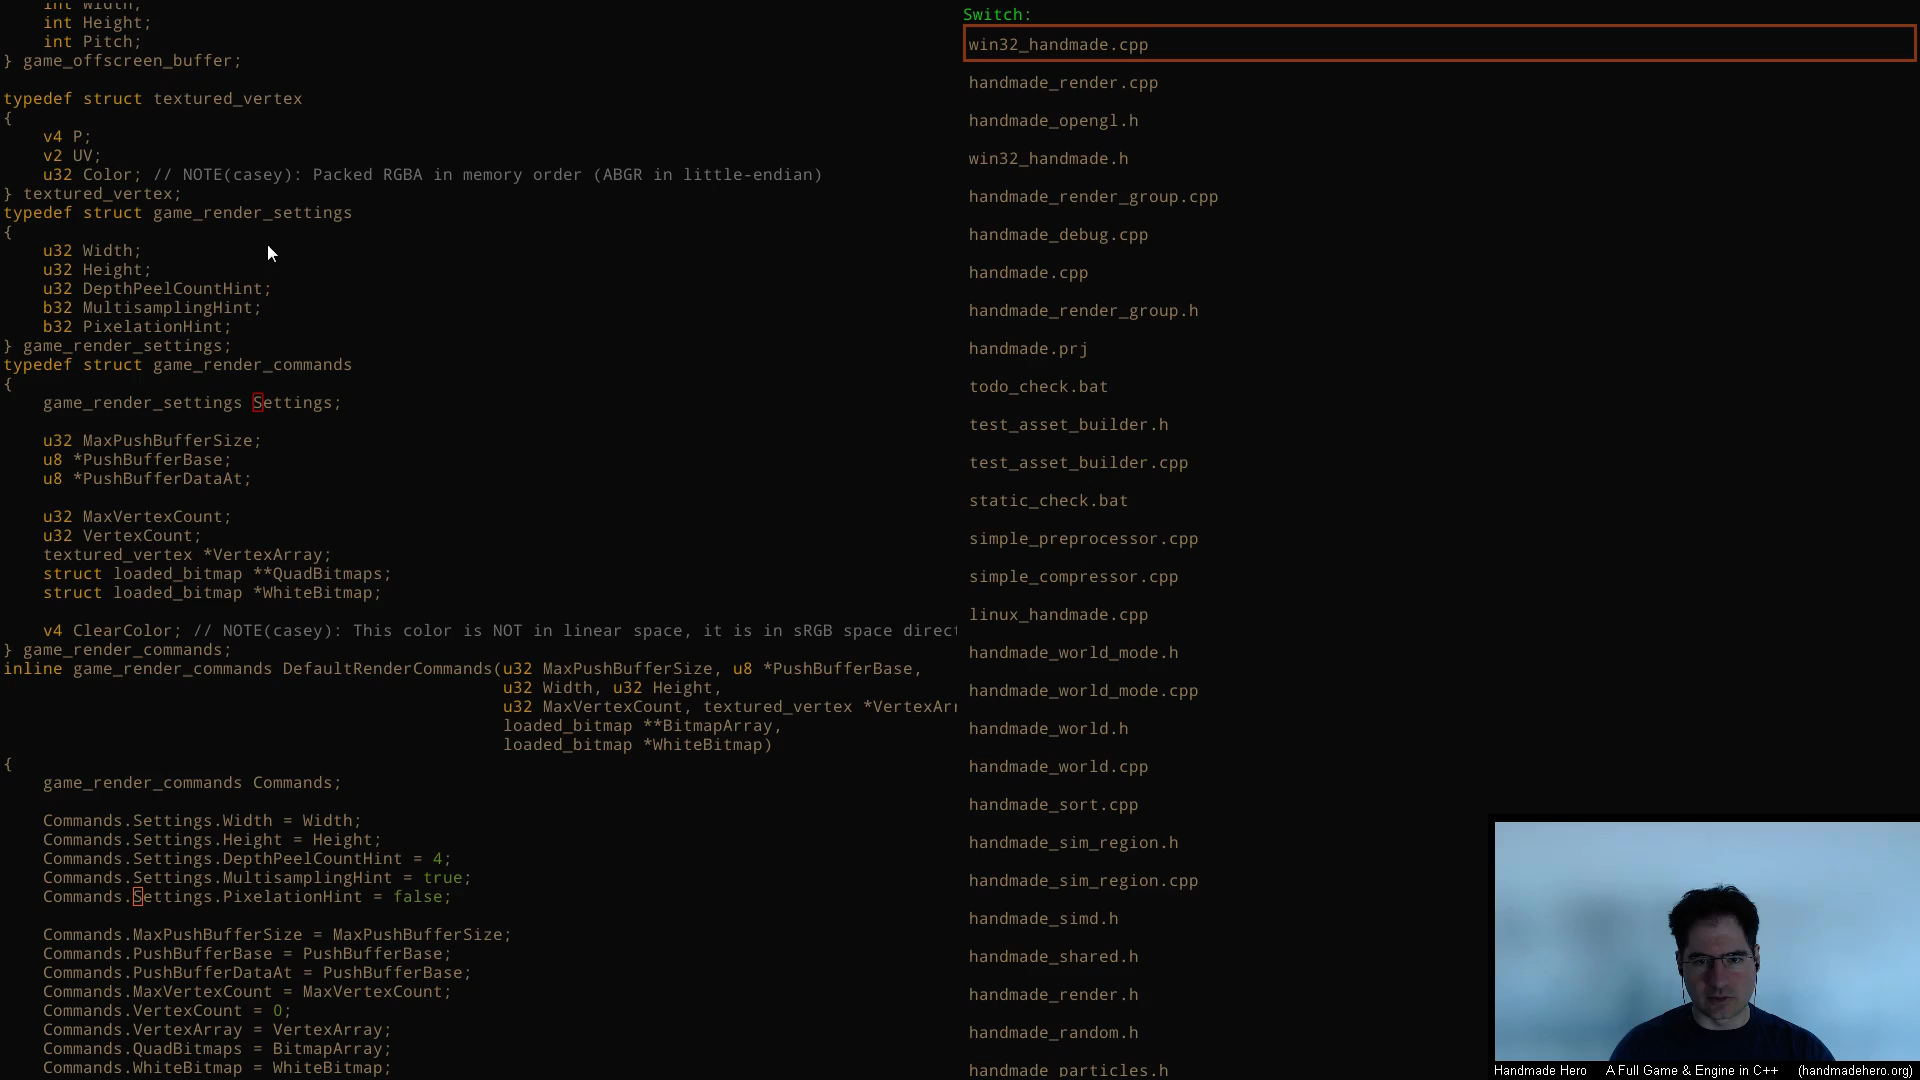 int Width;
int Height;
int Pitch;
} game_offscreen_buffer;
typedef struct textured_vertex
{
v4 P;
v2 UV;
u32 Color; // NOTE(casey): Packed RGBA in memory order (ABGR in little-endian)
} textured_vertex;
typedef struct game_render_settings
{
u32 Width;
u32 Height;
u32 DepthPeelCountHint;
b32 MultisamplingHint;
b32 PixelationHint;
} game_render_settings;
typedef struct game_render_commands
{
game_render_settings Settings;
u32 MaxPushBufferSize;
u8 *PushBufferBase;
u8 *PushBufferDataAt;
u32 MaxVertexCount;
u32 VertexCount;
textured_vertex *VertexArray;
struct loaded_bitmap **QuadBitmaps;
struct loaded_bitmap *WhiteBitmap;
v4 ClearColor; // NOTE(casey): This color is NOT in linear space, it is in sRGB space direct
} game_render_commands;
inline game_render_commands DefaultRenderCommands(u32 MaxPushBufferSize, u8 *PushBufferBase,
u32 Width, u32 Height,
u32 MaxVertexCount, textured_vertex *VertexArr
loaded_bitmap **BitmapArray,
loaded_bitmap *WhiteBitmap)
{
game_render_commands Commands;
Commands.Settings.Width = Width;
Commands.Settings.Height = Height;
Commands.Settings.DepthPeelCountHint = 4;
Commands.Settings.MultisamplingHint = true;
Commands.Settings.PixelationHint = false;
Commands.MaxPushBufferSize = MaxPushBufferSize;
Commands.PushBufferBase = PushBufferBase;
Commands.PushBufferDataAt = PushBufferBase;
Commands.MaxVertexCount = MaxVertexCount;
Commands.VertexCount = 0;
Commands.VertexArray = VertexArray;
Commands.QuadBitmaps = BitmapArray;
Commands.WhiteBitmap = WhiteBitmap;
Switch:
win32_handmade.cpp
handmade_render.cpp
handmade_opengl.h
win32_handmade.h
handmade_render_group.cpp
handmade_debug.cpp
handmade.cpp
handmade_render_group.h
handmade.prj
todo_check.bat
test_asset_builder.h
test_asset_builder.cpp
static_check.bat
simple_preprocessor.cpp
simple_compressor.cpp
linux_handmade.cpp
handmade_world_mode.h
handmade_world_mode.cpp
handmade_world.h
handmade_world.cpp
handmade_sort.cpp
handmade_sim_region.h
handmade_sim_region.cpp
handmade_simd.h
handmade_shared.h
handmade_render.h
handmade_random.h
handmade_particles.h
Handmade Hero A Full Game & Engine in C++ (handmadehero.org)